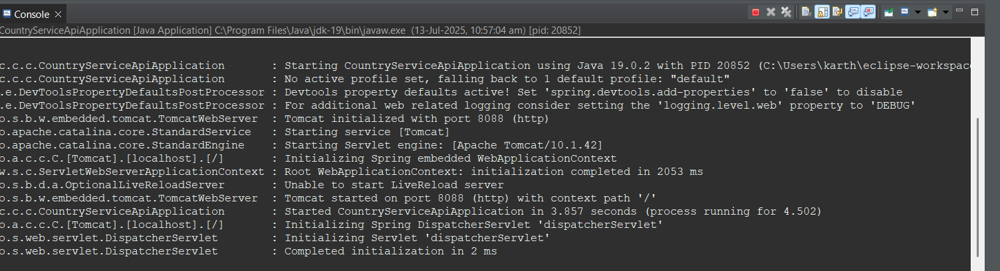 Console
CountryServiceApiApplication [Java Application] C:\Program Files\Java\jdk-19\bin\javaw.exe (13-Jul-2025, 10:57:04 am) [pid: 20852]
c.c.c.CountryServiceApiApplication : Starting CountryServiceApiApplication using Java 19.0.2 with PID 20852 (C:\Users\karth\eclipse-workspac
c.c.c.CountryServiceApiApplication : No active profile set, falling back to 1 default profile: "default"
.e.DevToolsPropertyDefaultsPostProcessor : Devtools property defaults active! Set 'spring.devtools.add-properties' to 'false' to disable
.e.DevToolsPropertyDefaultsPostProcessor : For additional web related logging consider setting the 'logging.level.web' property to 'DEBUG'
o.s.b.w.embedded.tomcat.TomcatWebServer : Tomcat initialized with port 8088 (http)
o.apache.catalina.core.StandardService : Starting service [Tomcat]
o.apache.catalina.core.StandardEngine : Starting Servlet engine: [Apache Tomcat/10.1.42]
o.a.c.c.C.[Tomcat].[localhost].[/] : Initializing Spring embedded WebApplicationContext
w.s.c.ServletWebServerApplicationContext : Root WebApplicationContext: initialization completed in 2053 ms
o.s.b.d.a.OptionalLiveReloadServer : Unable to start LiveReload server
o.s.b.w.embedded.tomcat.TomcatWebServer : Tomcat started on port 8088 (http) with context path '/'
c.c.c.CountryServiceApiApplication : Started CountryServiceApiApplication in 3.857 seconds (process running for 4.502)
o.a.c.c.C.[Tomcat].[localhost].[/] : Initializing Spring DispatcherServlet 'dispatcherServlet'
o.s.web.servlet.DispatcherServlet : Initializing Servlet 'dispatcherServlet'
o.s.web.servlet.DispatcherServlet : Completed initialization in 2 ms